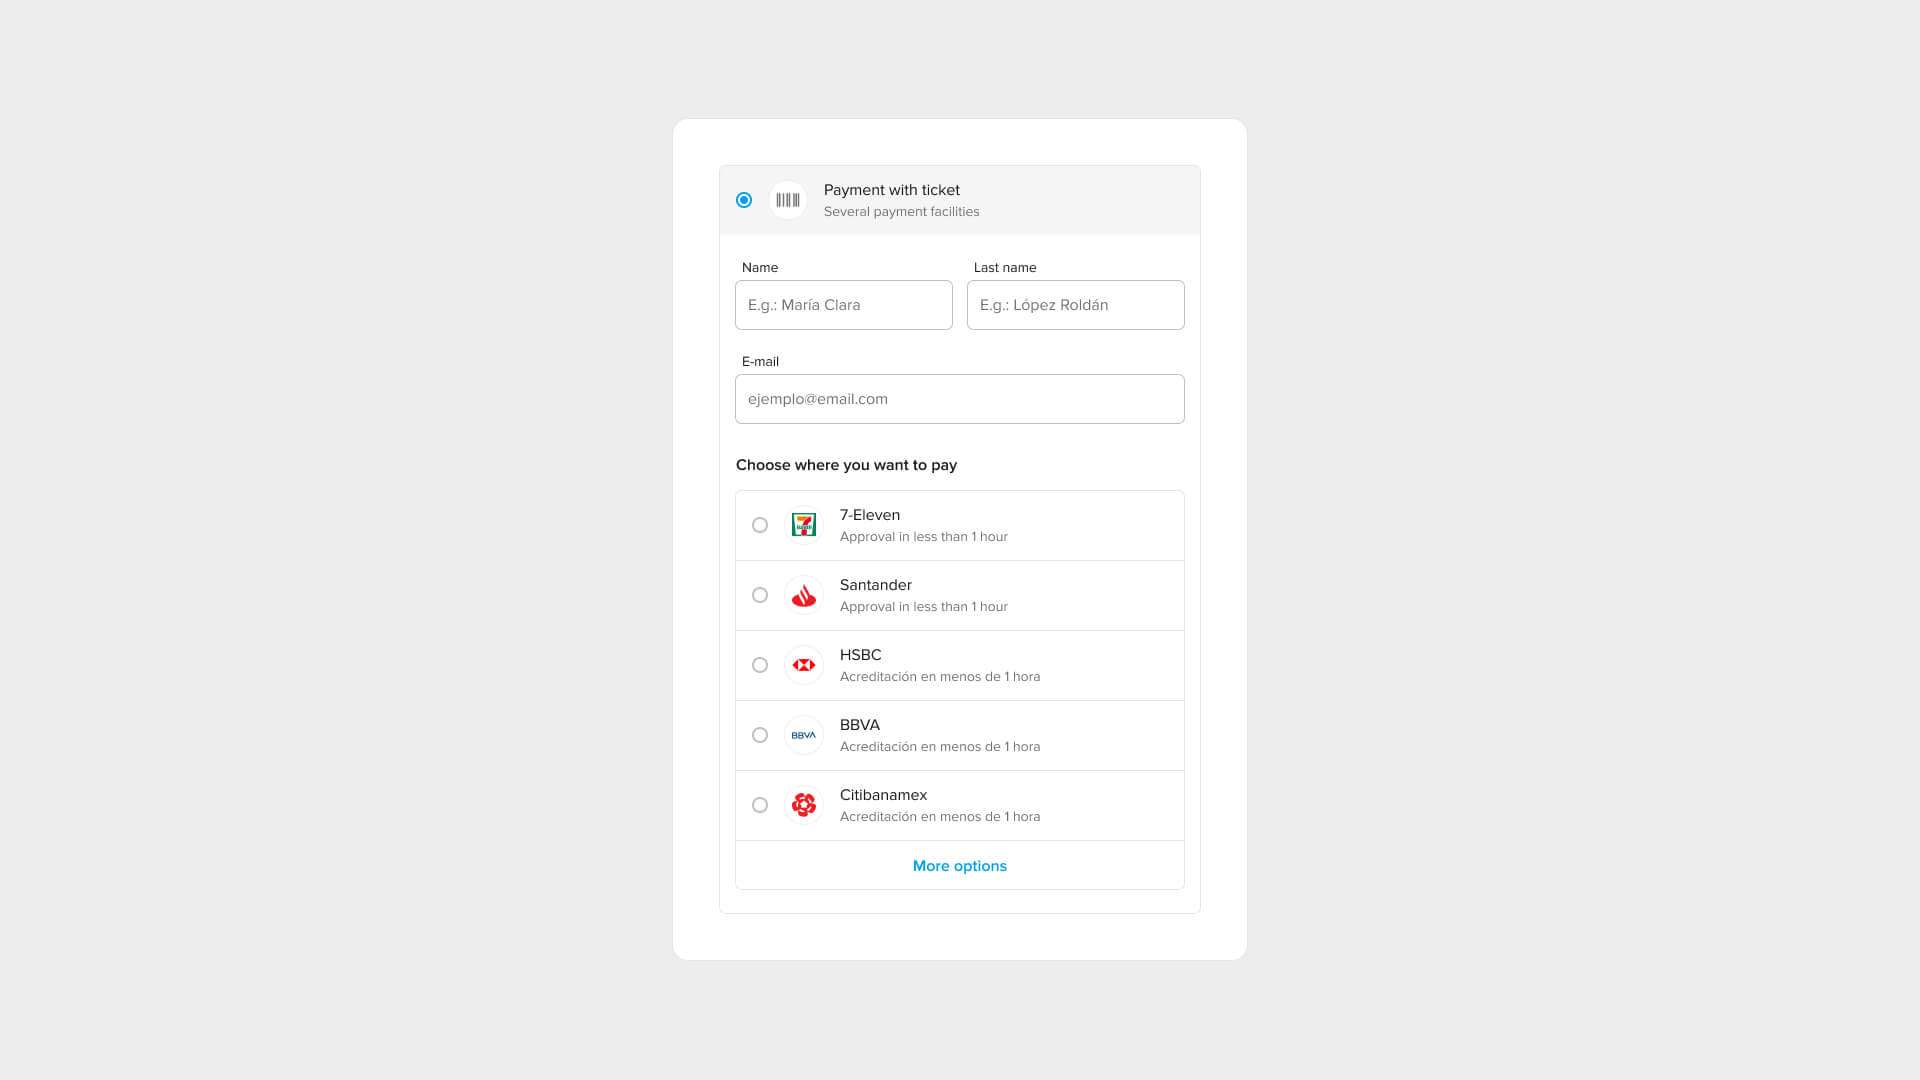 Payment with ticket
Several payment facilities
Name
Last name
E.g.: María Clara
E.g.: López Roldán
E-mail
ejemplo@email.com
Choose where you want to pay
7-Eleven
Approval in less than 1 hour
Santander
Approval in less than 1 hour
HSBC
Acreditación en menos de 1 hora
BBVA
BBVA
Acreditación en menos de 1 hora
Citibanamex
Acreditación en menos de 1 hora
More options